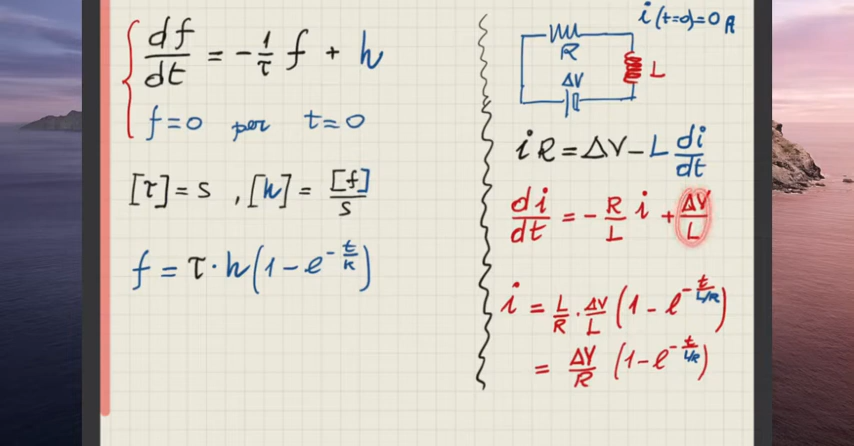 df/dt = -1/τ f + h
f=0 per t=0
[τ]=s , [h]= [f]/s
f = τ·h(1-e^(-t/k))
i(t=0)=0 A
R
ΔV
L
iR=ΔV-L di/dt
di/dt = -R/L i + ΔV/L
i = L/R · ΔV/L (1-e^(-t/(L/R)))
= ΔV/R (1-e^(-t/(L/R)))